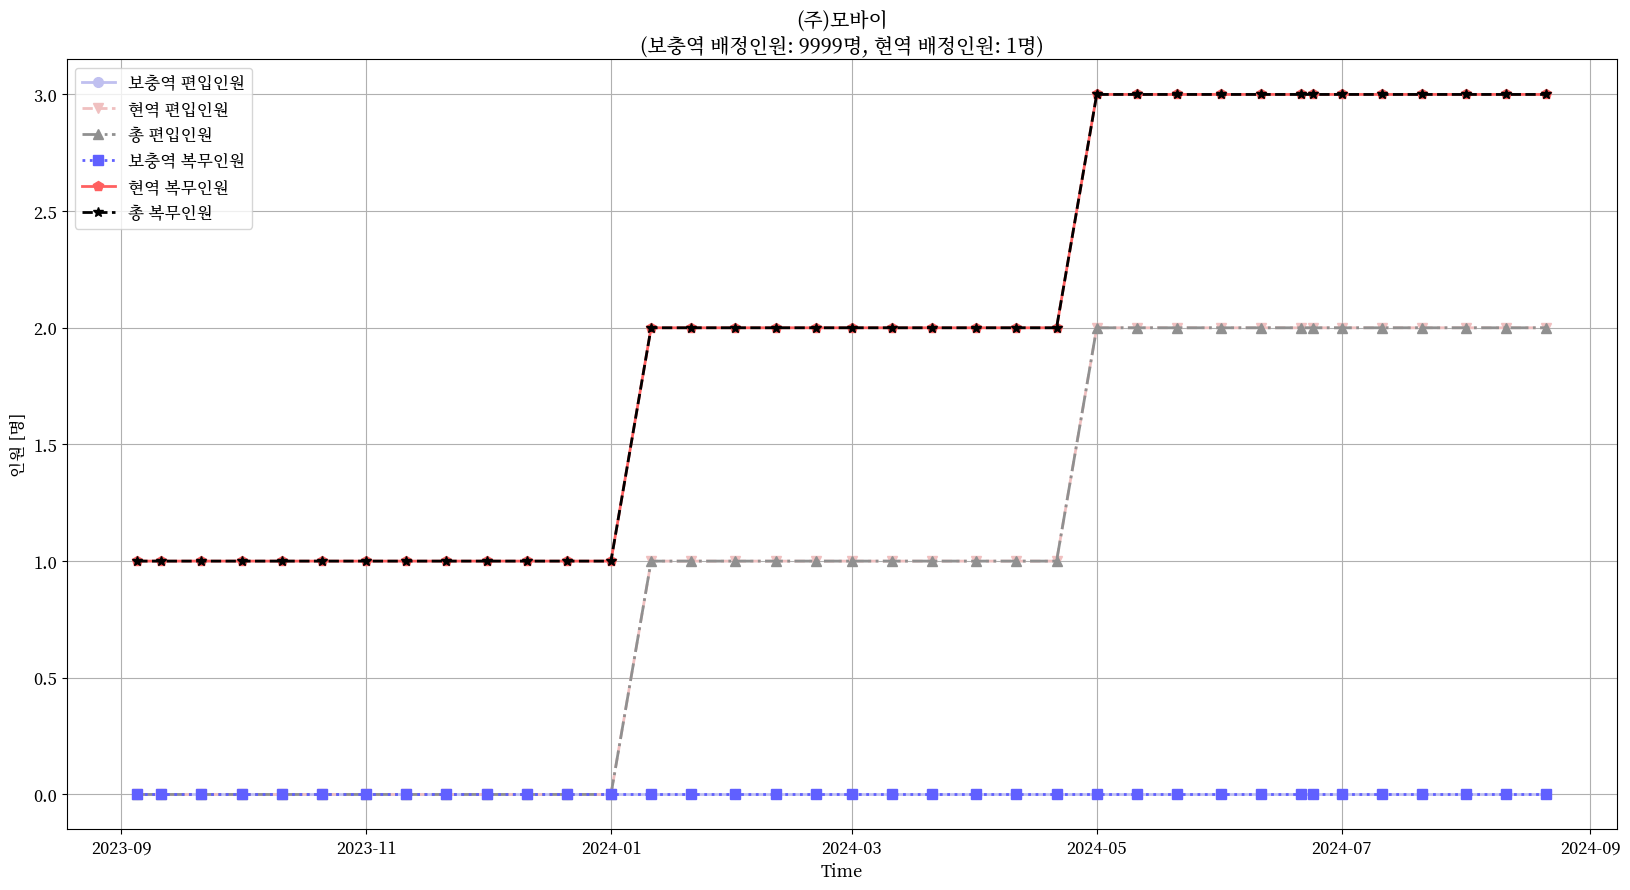 (주)모바이
(보충역 배정인원: 9999명, 현역 배정인원: 1명)
보충역 편입인원
현역 편입인원
총 편입인원
보충역 복무인원
현역 복무인원
총 복무인원
3.0
2.5
2.0
1.5
1.0
0.5
0.0
인원 [명]
2023-09
2023-11
2024-01
2024-03
2024-05
2024-07
2024-09
Time